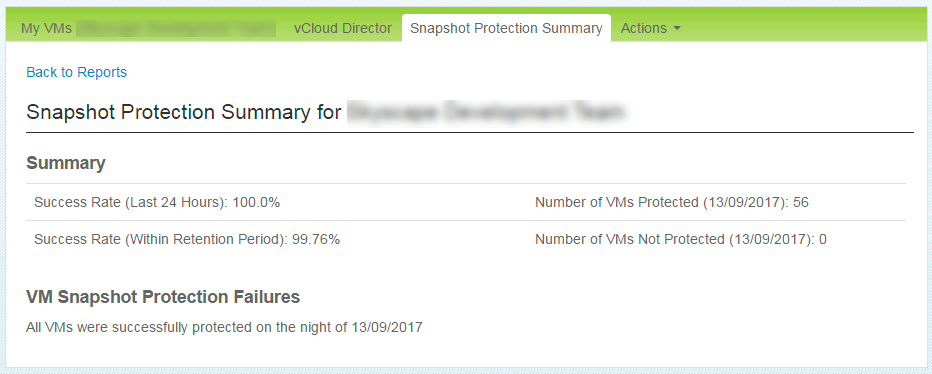 My VMs vCloud Director Snapshot Protection Summary Actions
Back to Reports
Snapshot Protection Summary for
Summary
Success Rate (Last 24 Hours): 100.0% Number of VMs Protected (13/09/2017): 56
Success Rate (Within Retention Period): 99.76% Number of VMs Not Protected (13/09/2017): 0
VM Snapshot Protection Failures
All VMs were successfully protected on the night of 13/09/2017